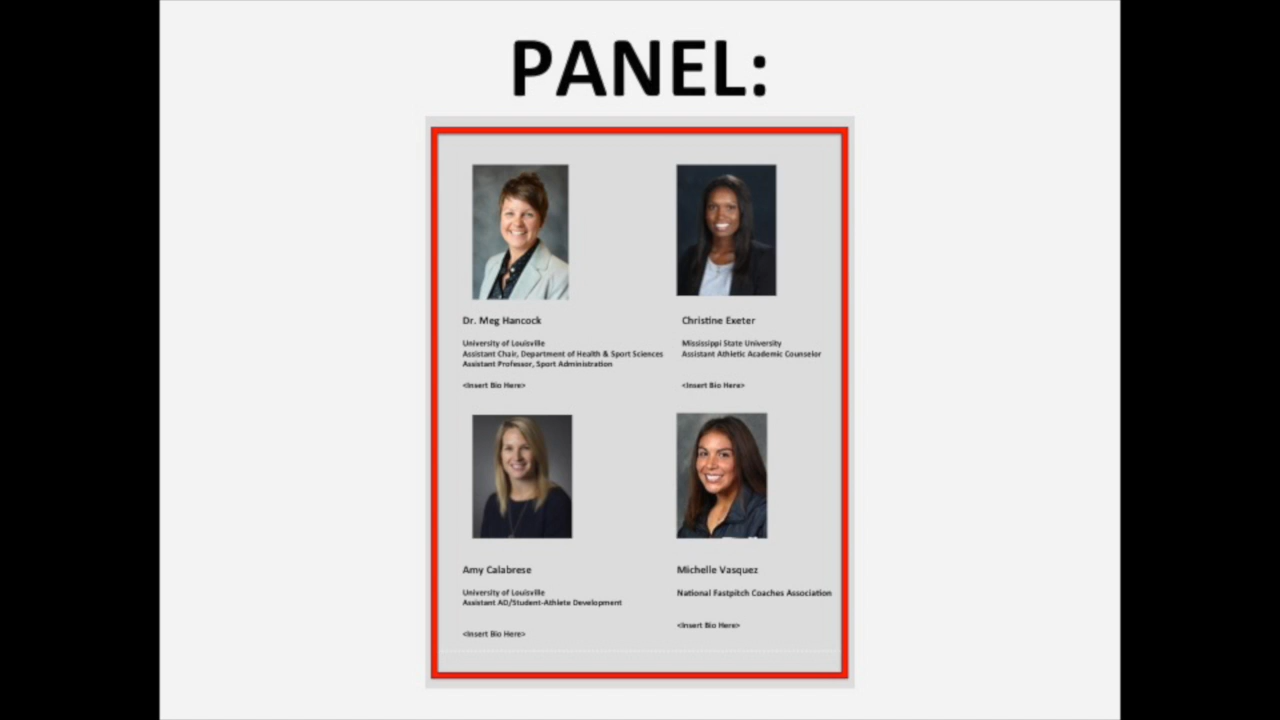 PANEL:
Dr. Meg Hancock
University of Louisville
Assistant Chair, Department of Health & Sport Sciences
Assistant Professor, Sport Administration
<Insert Bio Here>
Christine Exeter
Mississippi State University
Assistant Athletic Academic Counselor
<Insert Bio Here>
Amy Calabrese
University of Louisville
Assistant AD/Student-Athlete Development
<Insert Bio Here>
Michelle Vasquez
National Fastpitch Coaches Association
<Insert Bio Here>